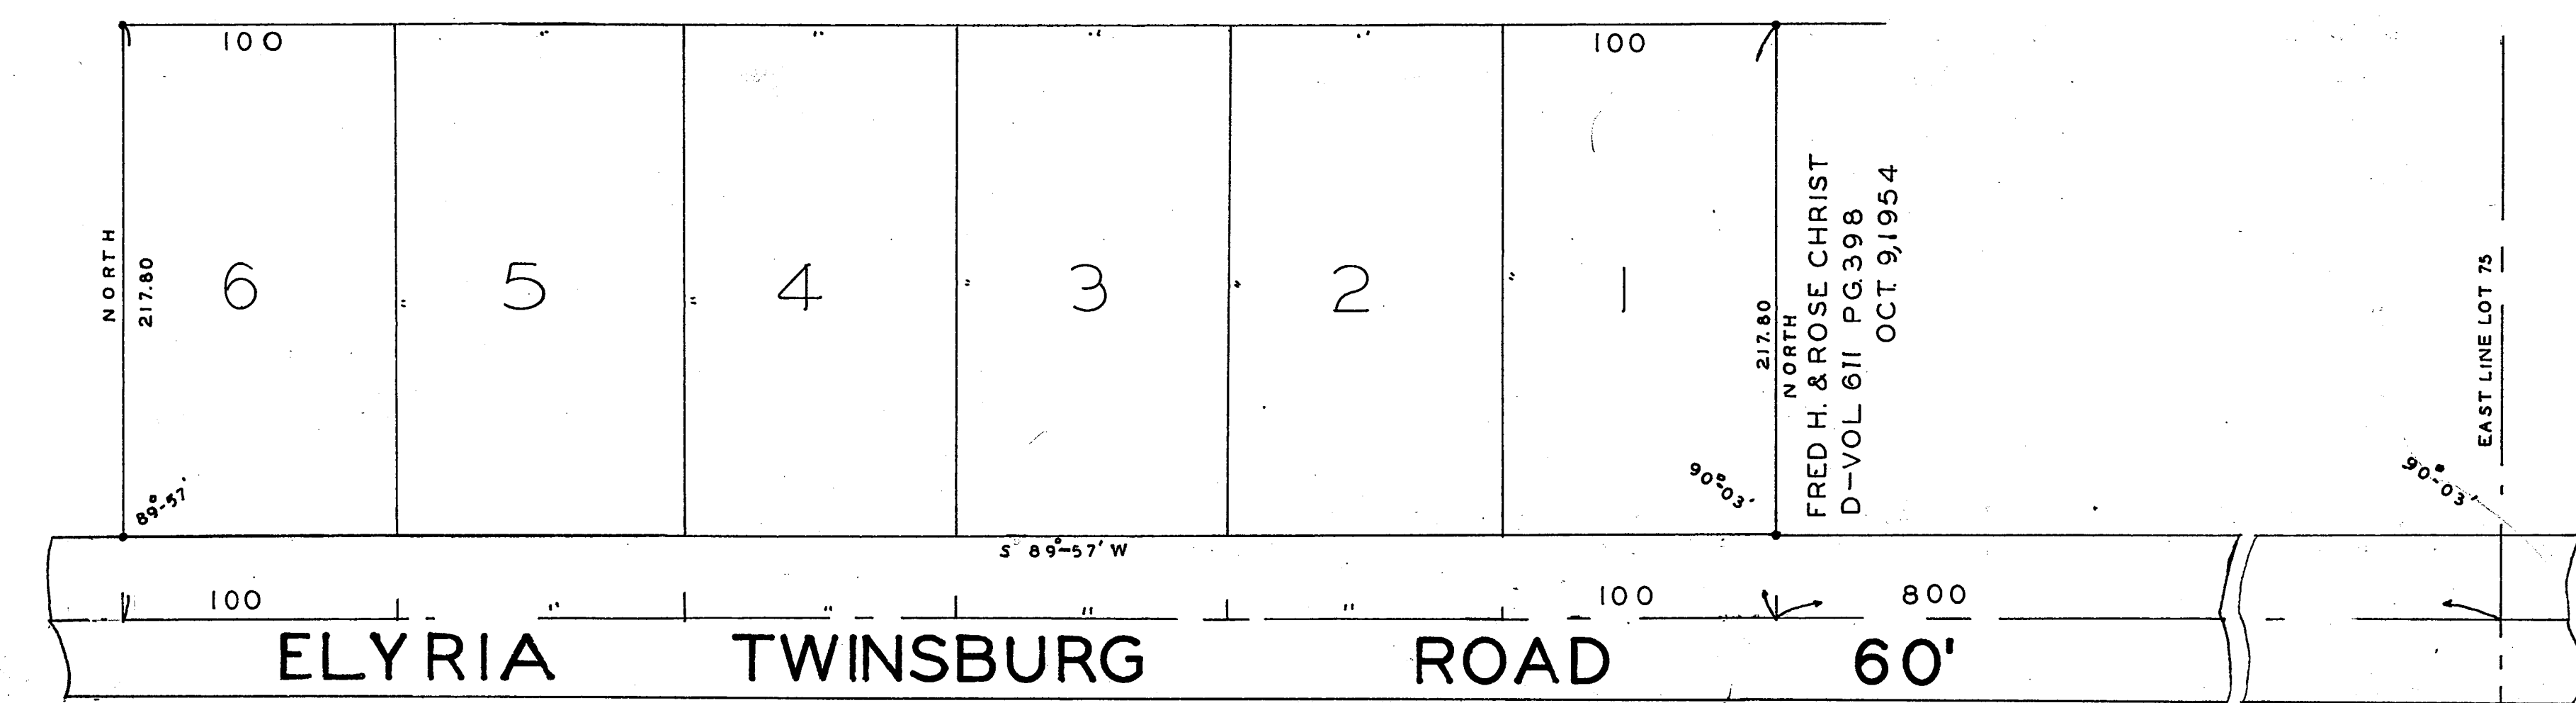 100 " " " " 100
NORTH
217.80
6 " 5 " 4 " 3 " 2 " 1
217.80
NORTH
FRED H. & ROSE CHRIST
D-VOL 611 PG.398
OCT. 9,1954
EAST LINE LOT 75
89°-57'
90°-03'
90°-03'
S 89°-57' W
100 " " " " 100 800
ELYRIA TWINSBURG ROAD 60'